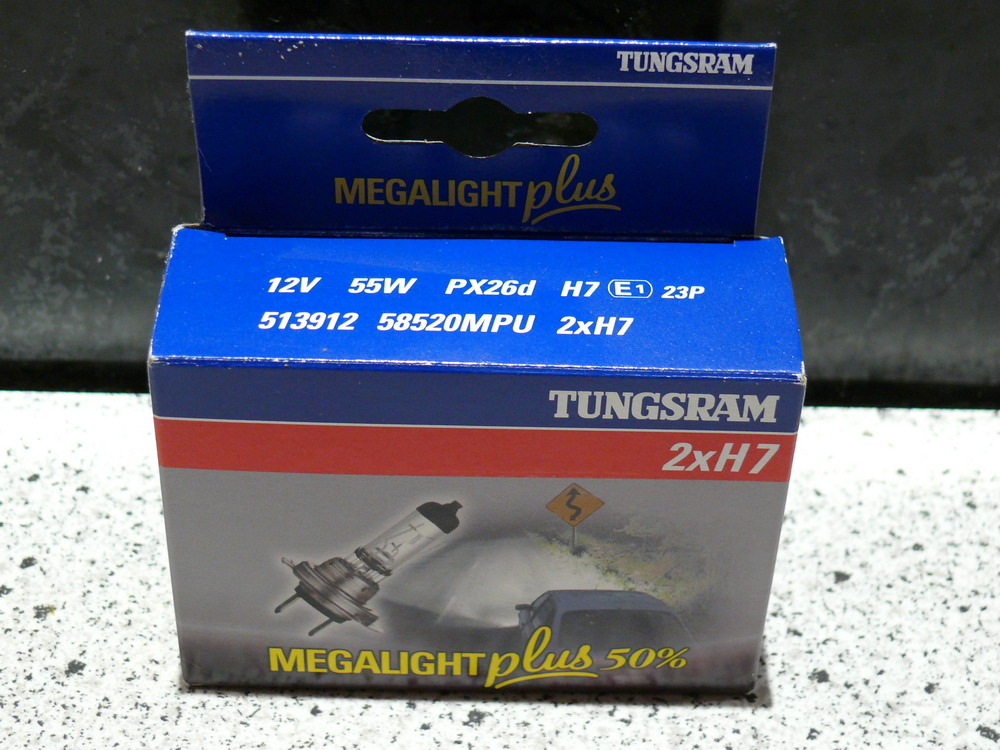 TUNGSRAM
MEGALIGHT plus
12V 55W PX26d H7 E1 23P
513912 58520MPU 2xH7
TUNGSRAM
2xH7
MEGALIGHT plus 50%